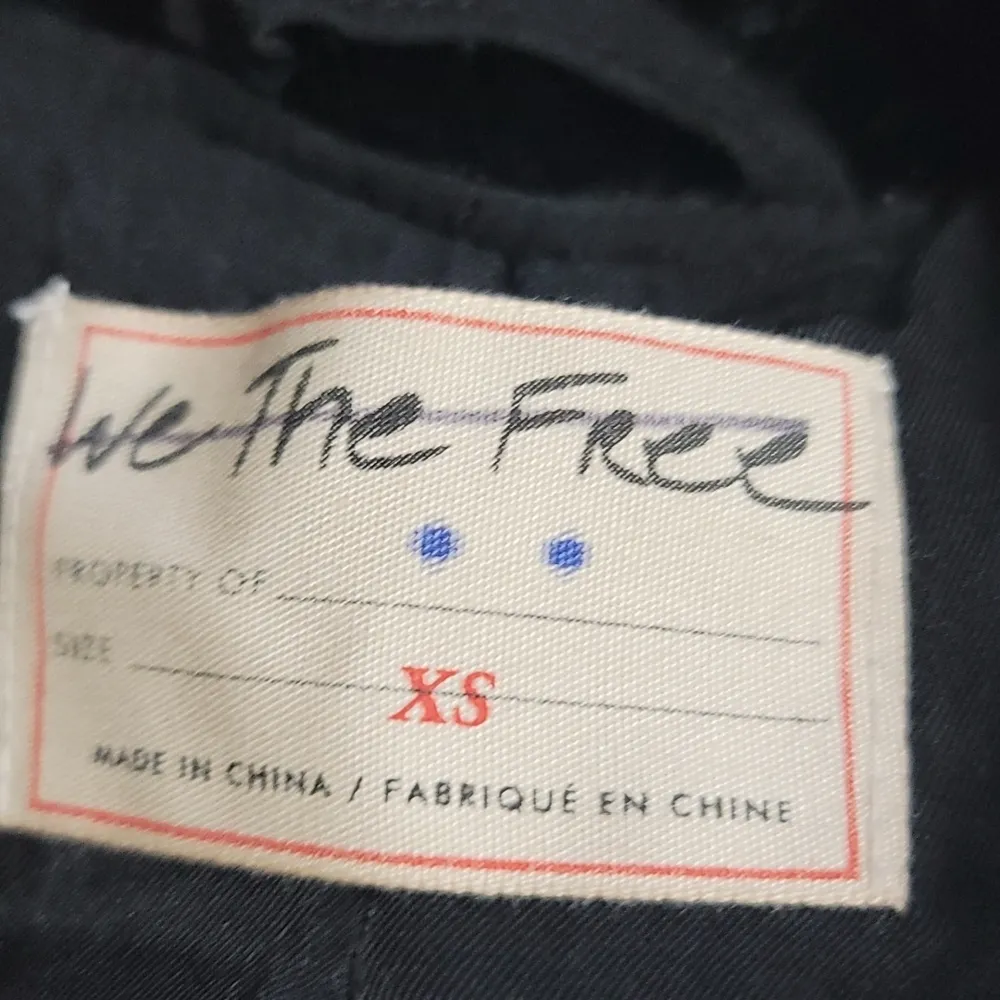 We The Free
PROPERTY OF
SIZE XS
MADE IN CHINA / FABRIQUÉ EN CHINE